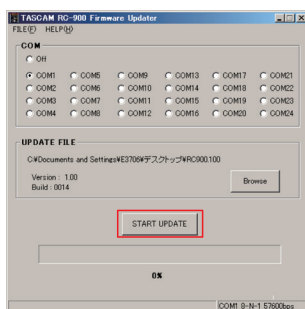 TASCAM RC-900 Firmware Updater
FILE(F) HELP(H)
COM
Off
COM1 COM5 COM9 COM13 COM17 COM21
COM2 COM6 COM10 COM14 COM18 COM22
COM3 COM7 COM11 COM15 COM19 COM23
COM4 COM8 COM12 COM16 COM20 COM24
UPDATE FILE
C:¥Documents and Settings¥E3706¥デスクトップ¥RC900.100
Version : 1.00
Build : 0014
Browse
START UPDATE
0%
COM1 8-N-1 57600bps